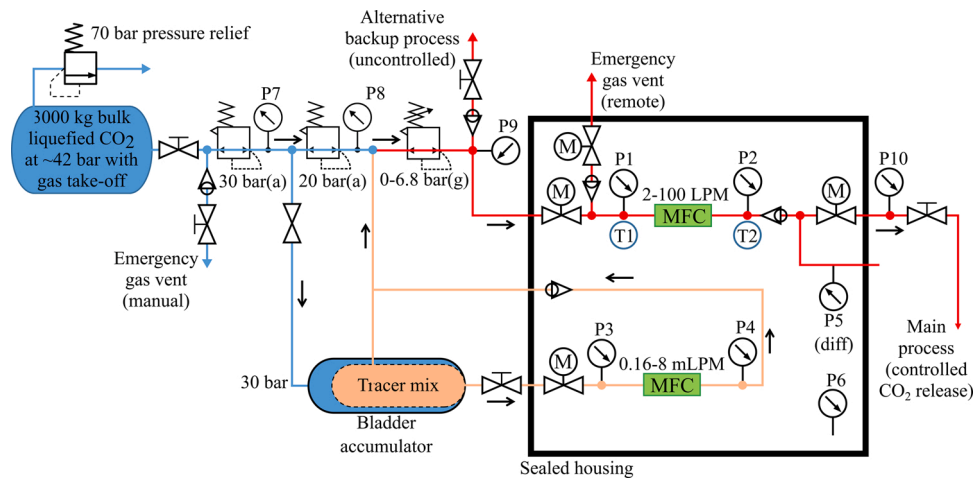 70 bar pressure relief
3000 kg bulk
liquefied CO2
at ~42 bar with
gas take-off
P7
P8
30 bar(a)
20 bar(a)
0-6.8 bar(g)
Alternative
backup process
(uncontrolled)
P9
Emergency
gas vent
(manual)
Emergency
gas vent
(remote)
M
M
P1
2-100 LPM
MFC
P2
T1
T2
M
P10
P5
(diff)
Main
process
(controlled
CO2 release)
30 bar
Tracer mix
Bladder
accumulator
M
P3
0.16-8 mLPM
MFC
P4
P6
Sealed housing